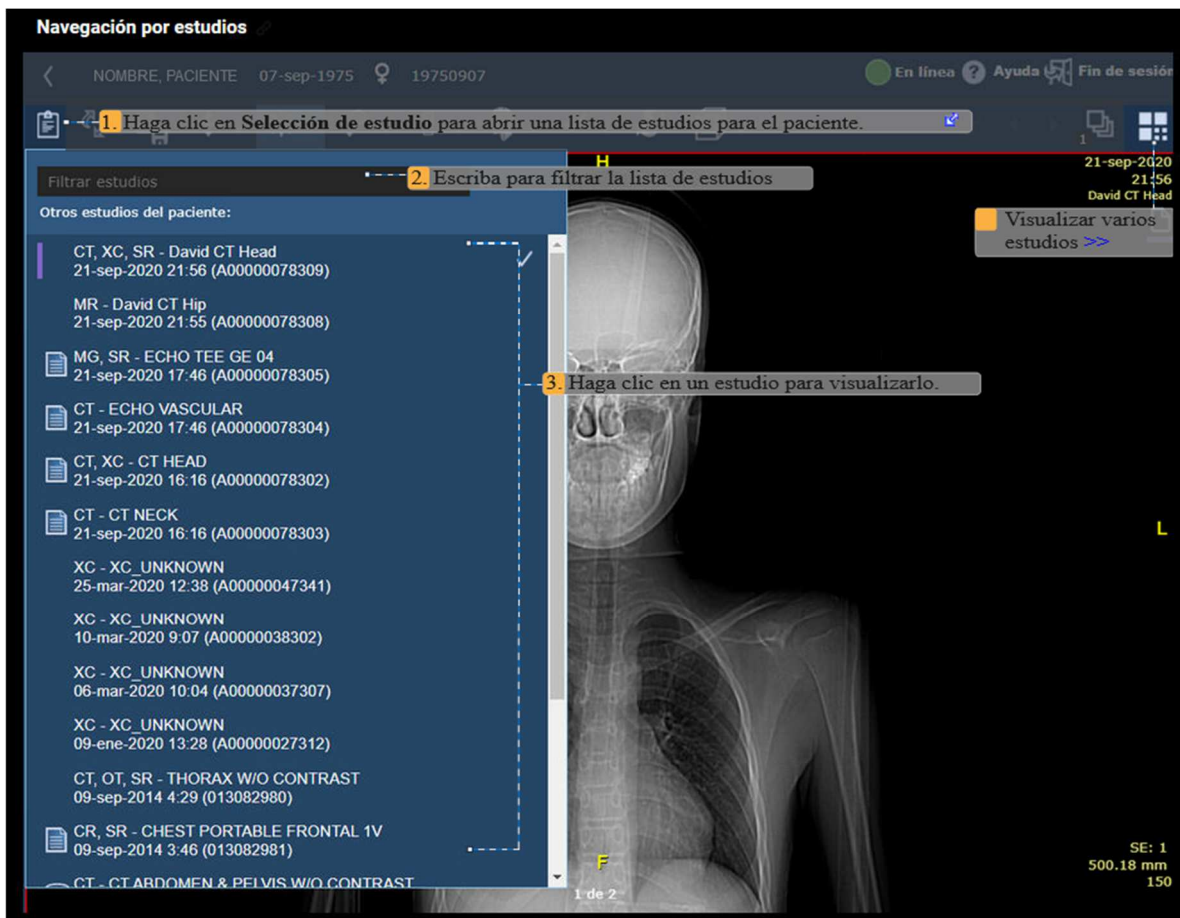 Navegación por estudios
NOMBRE, PACIENTE 07-sep-1975 19750907 En línea ? Ayuda Fin de sesión
1. Haga clic en Selección de estudio para abrir una lista de estudios para el paciente.
1
H
21-sep-2020
21:56
David CT Head
Filtrar estudios
2. Escriba para filtrar la lista de estudios
Otros estudios del paciente:
Visualizar varios
estudios >>
CT, XC, SR - David CT Head
21-sep-2020 21:56 (A00000078309)
MR - David CT Hip
21-sep-2020 21:55 (A00000078308)
MG, SR - ECHO TEE GE 04
21-sep-2020 17:46 (A00000078305)
3. Haga clic en un estudio para visualizarlo.
CT - ECHO VASCULAR
21-sep-2020 17:46 (A00000078304)
CT, XC - CT HEAD
21-sep-2020 16:16 (A00000078302)
CT - CT NECK
21-sep-2020 16:16 (A00000078303)
L
XC - XC_UNKNOWN
25-mar-2020 12:38 (A00000047341)
XC - XC_UNKNOWN
10-mar-2020 9:07 (A00000038302)
XC - XC_UNKNOWN
06-mar-2020 10:04 (A00000037307)
XC - XC_UNKNOWN
09-ene-2020 13:28 (A00000027312)
CT, OT, SR - THORAX W/O CONTRAST
09-sep-2014 4:29 (013082980)
CR, SR - CHEST PORTABLE FRONTAL 1V
09-sep-2014 3:46 (013082981)
CT - CT ABDOMEN & PELVIS W/O CONTRAST
F
1 de 2
SE: 1
500.18 mm
150